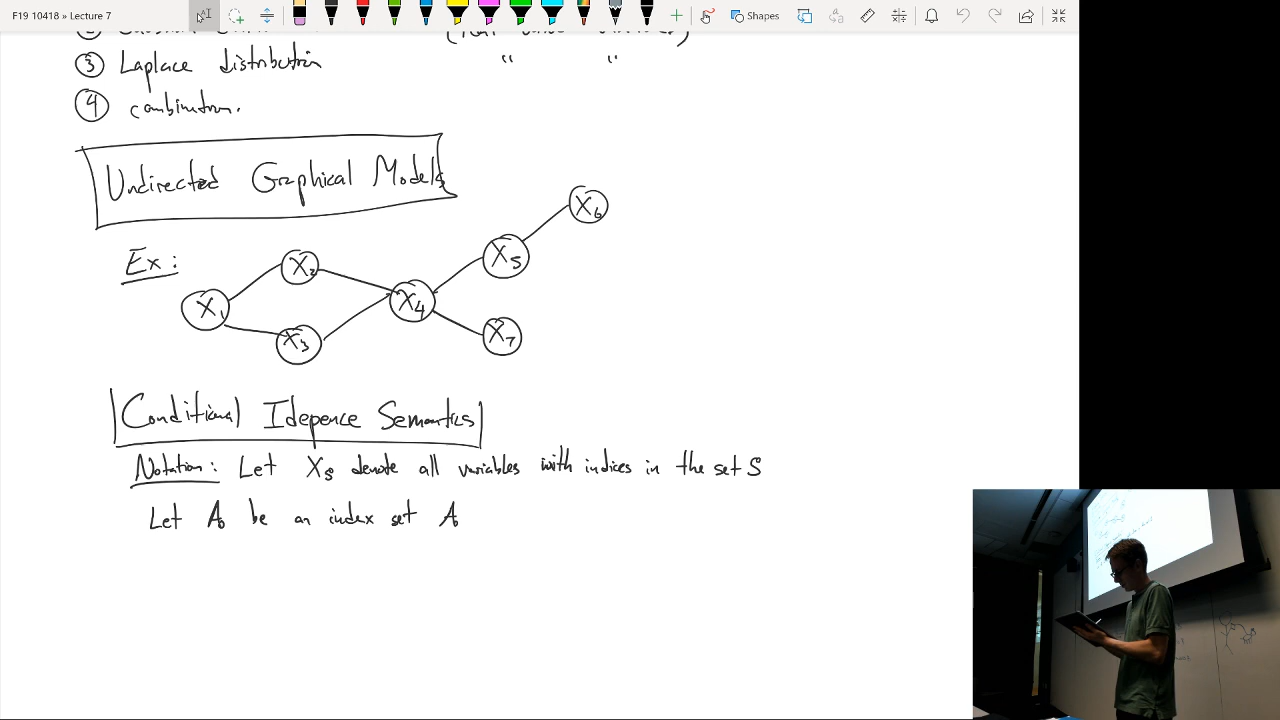 F19 10418 » Lecture 7
Shapes
③ Laplace distribution " "
④ combination.
Undirected Graphical Models
Ex:
X6
X2
X5
X1
X4
X3
X7
Conditional Idepence Semantics
Notation: Let XS denote all variables with indices in the set S
Let A be an index set A